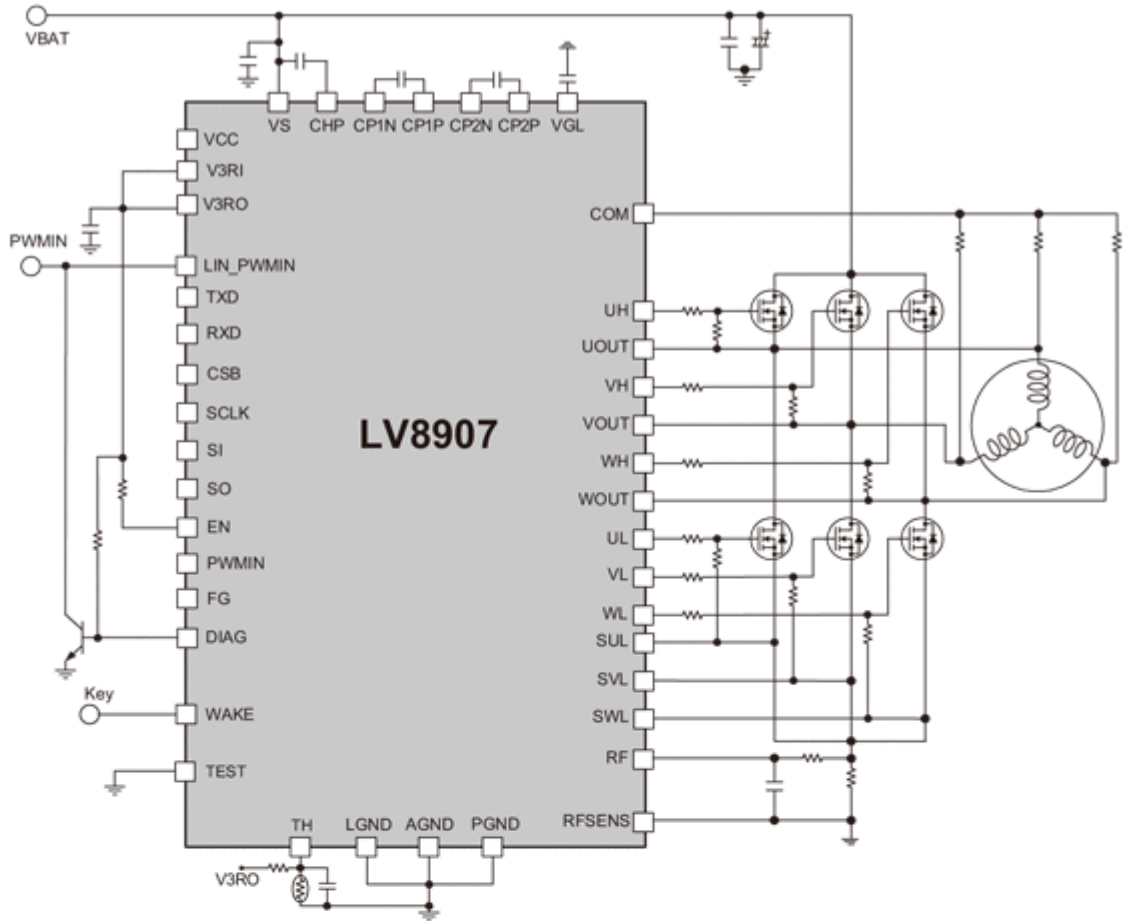 VBAT
VS
CHP
CP1N
CP1P
CP2N
CP2P
VGL
VCC
V3RI
V3RO
PWMIN
LIN_PWMIN
TXD
RXD
CSB
SCLK
SI
SO
EN
PWMIN
FG
DIAG
Key
WAKE
TEST
LV8907
COM
UH
UOUT
VH
VOUT
WH
WOUT
UL
VL
WL
SUL
SVL
SWL
RF
RFSENS
TH
LGND
AGND
PGND
V3RO
+